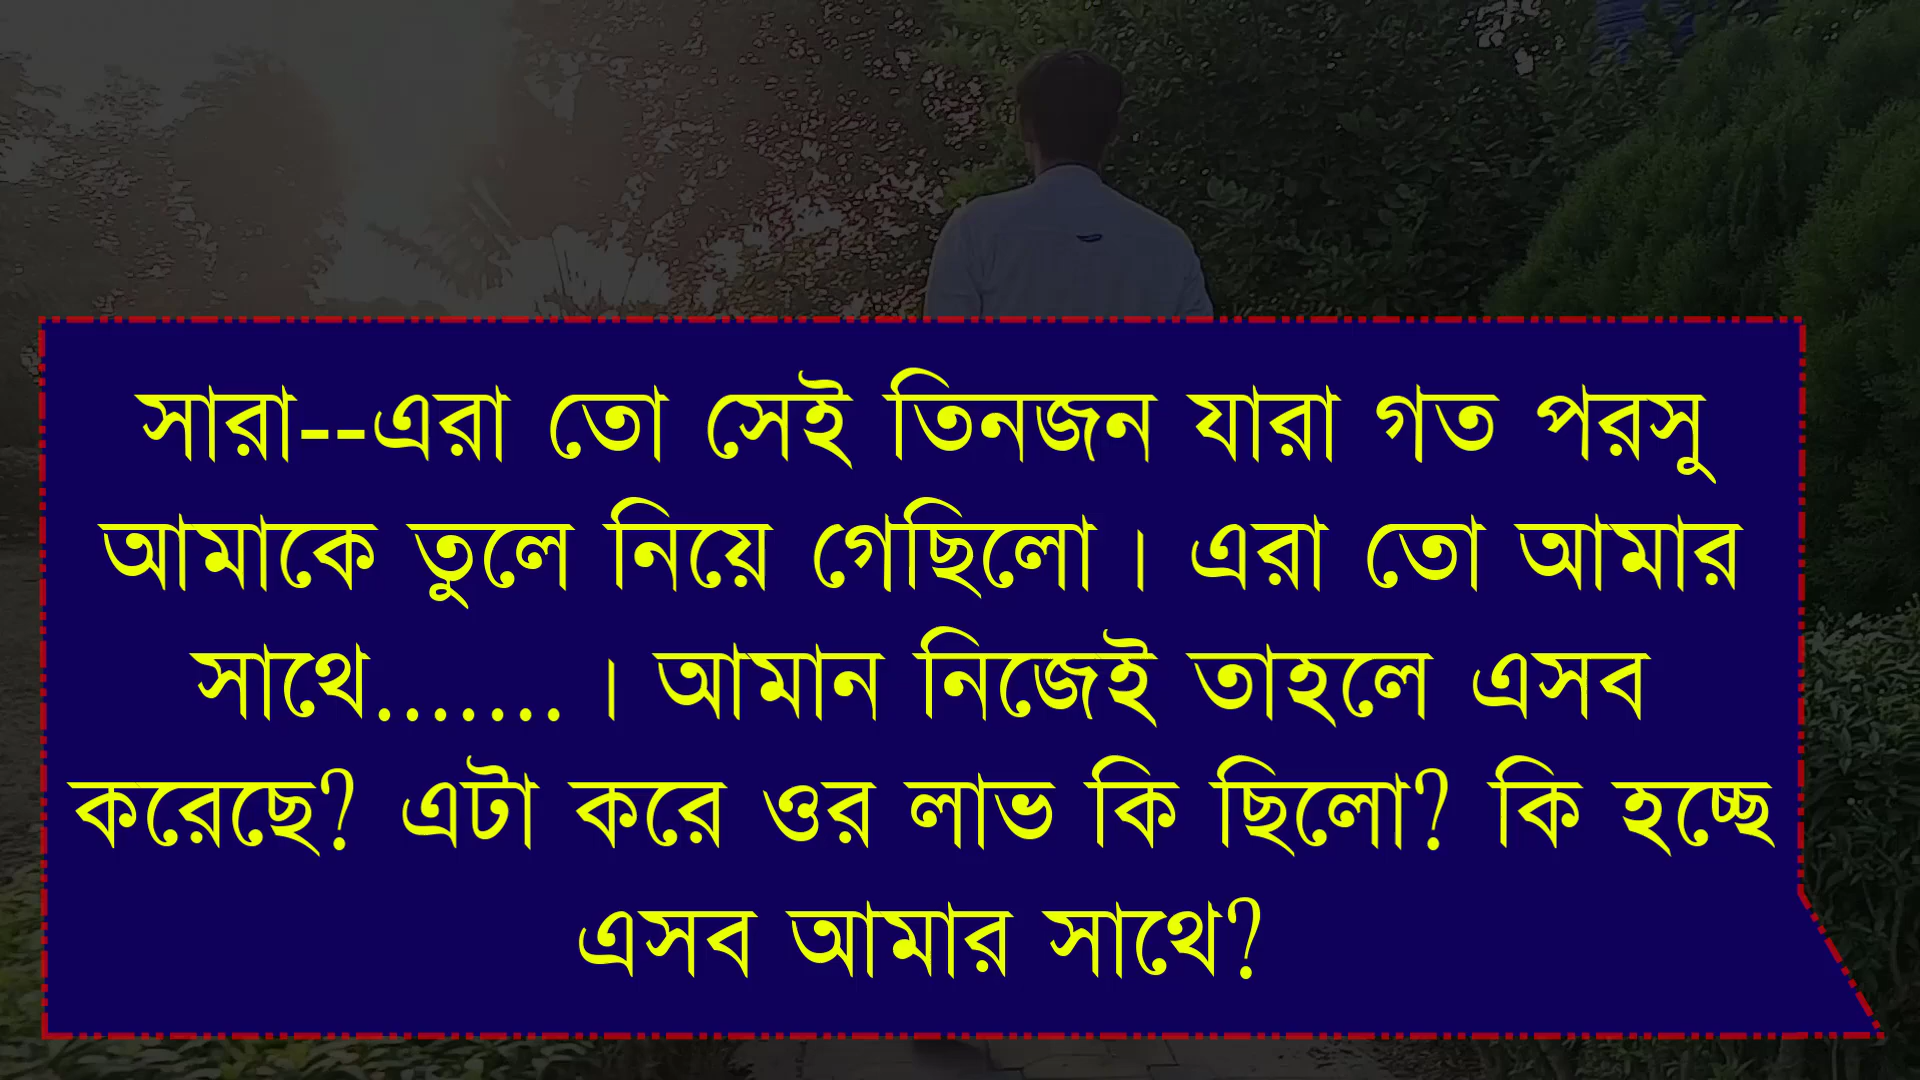 সারা--এরা তো সেই তিনজন যারা গত পরসু
আমাকে তুলে নিয়ে গেছিলো। এরা তো আমার
সাথে.......। আমান নিজেই তাহলে এসব
করেছে? এটা করে ওর লাভ কি ছিলো? কি হচ্ছে
এসব আমার সাথে?